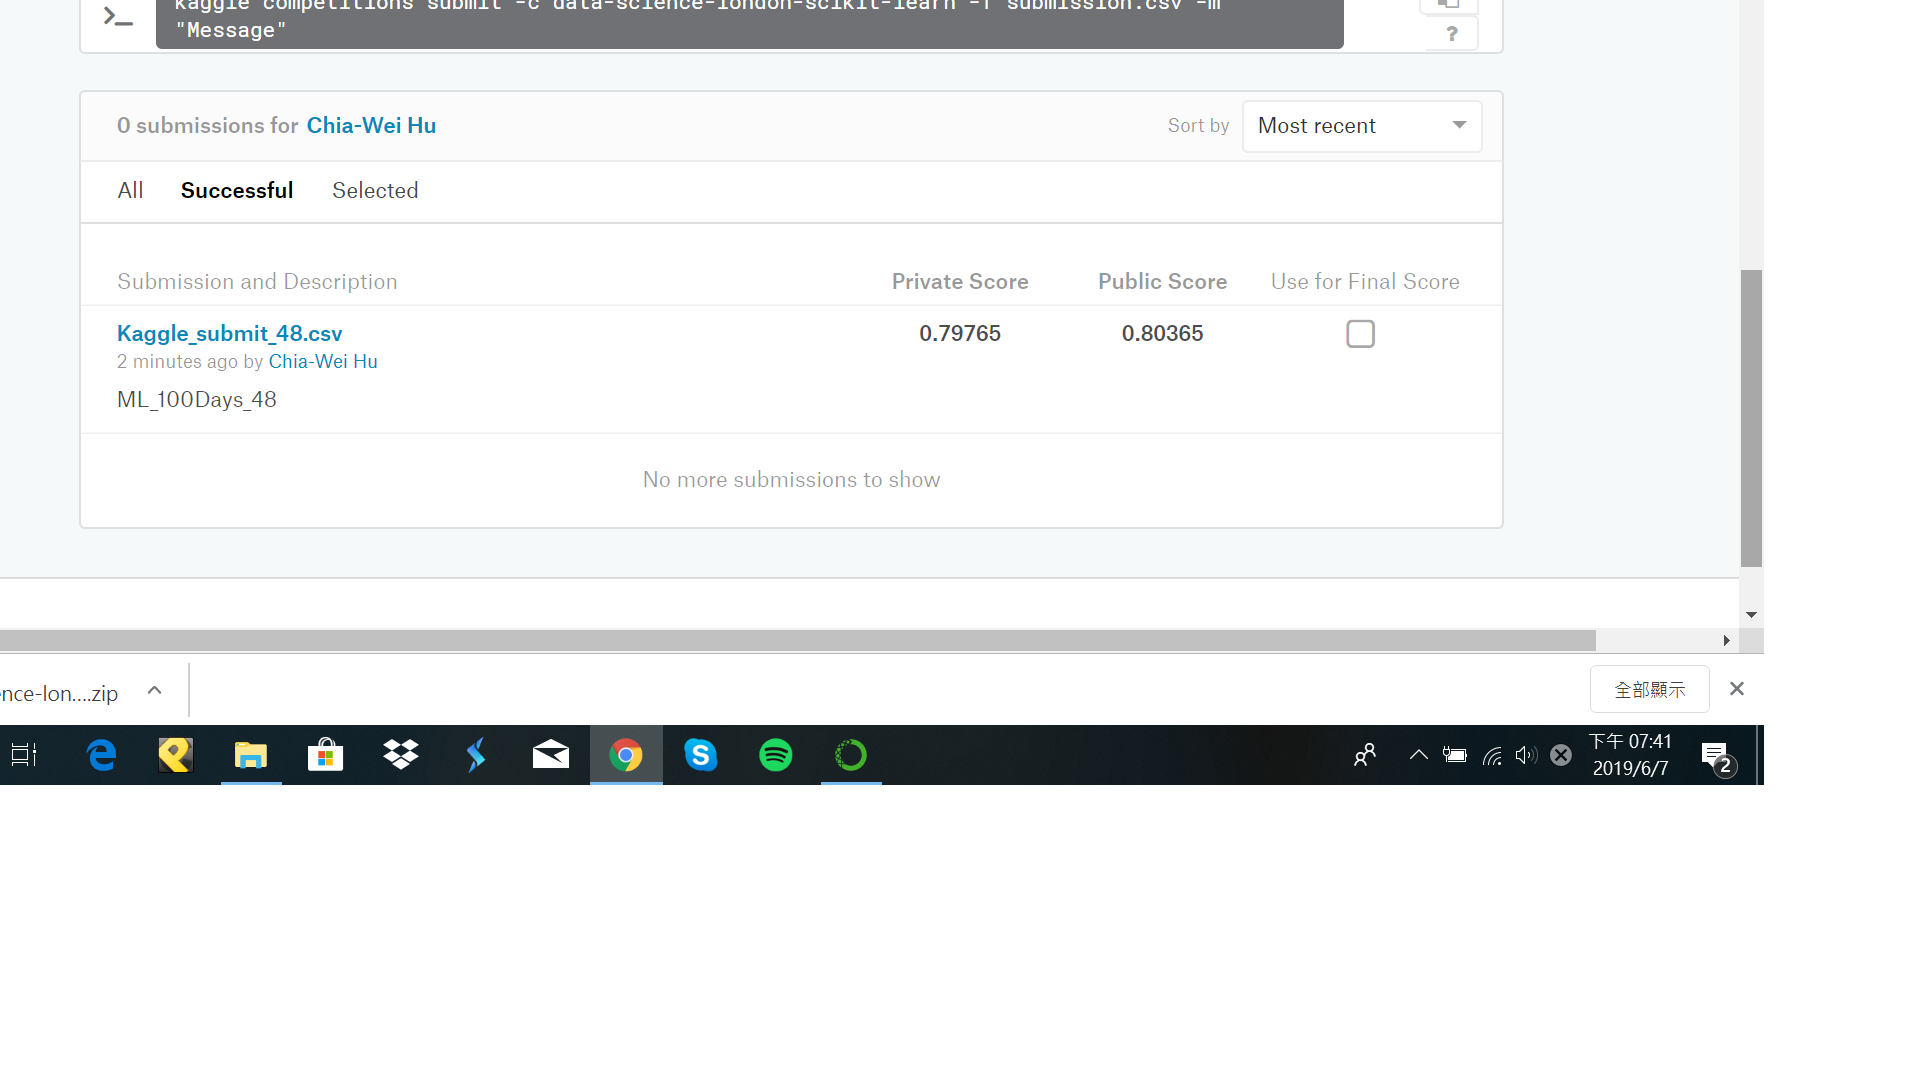 kaggle competitions submit -c data-science-london-scikit-learn -f submission.csv -m
"Message"
?
0 submissions for Chia-Wei Hu
Sort by Most recent
All Successful Selected
Submission and Description Private Score Public Score Use for Final Score
Kaggle_submit_48.csv 0.79765 0.80365
2 minutes ago by Chia-Wei Hu
ML_100Days_48
No more submissions to show
ence-lon....zip
全部顯示
下午 07:41
2019/6/7
2